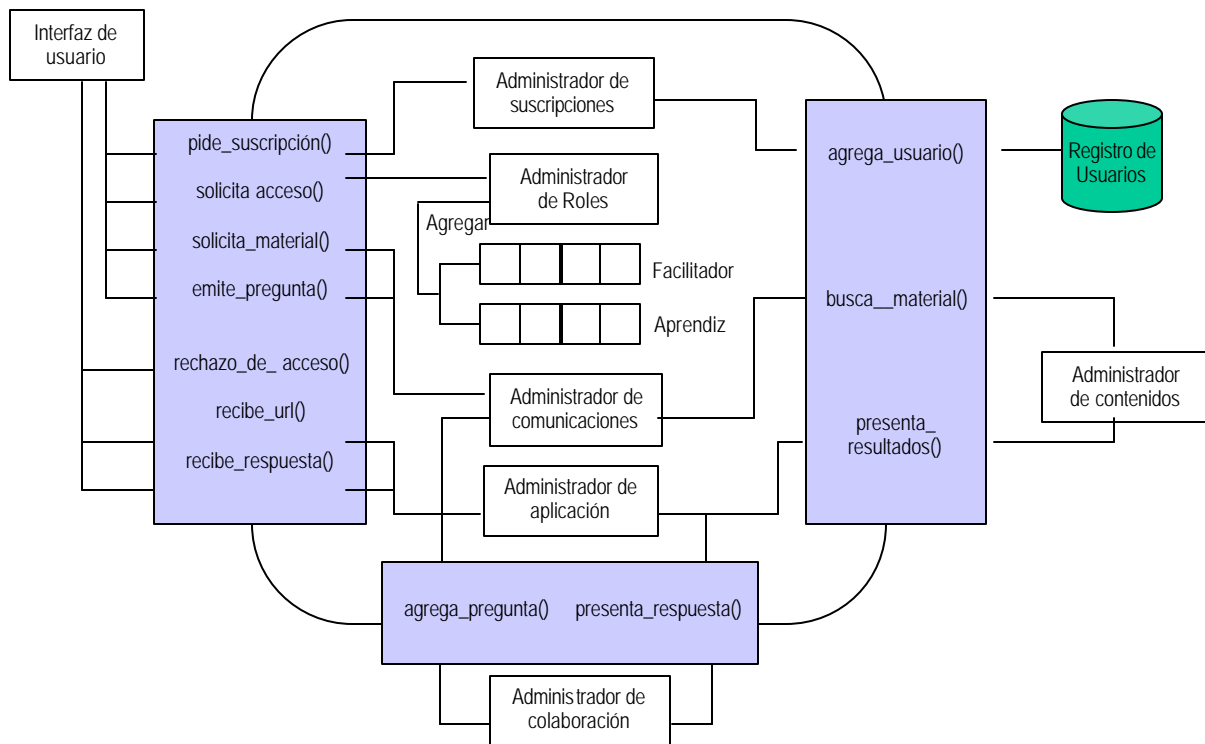 Interfaz de
usuario
pide_suscripción()
solicita acceso()
solicita_material()
emite_pregunta()
rechazo_de_ acceso()
recibe_url()
recibe_respuesta()
Administrador de
suscripciones
Administrador
de Roles
Agregar
Facilitador
Aprendiz
Administrador de
comunicaciones
Administrador de
aplicación
agrega_usuario()
busca__material()
presenta_
resultados()
Registro de
Usuarios
Administrador
de contenidos
agrega_pregunta()
presenta_respuesta()
Administrador de
colaboración